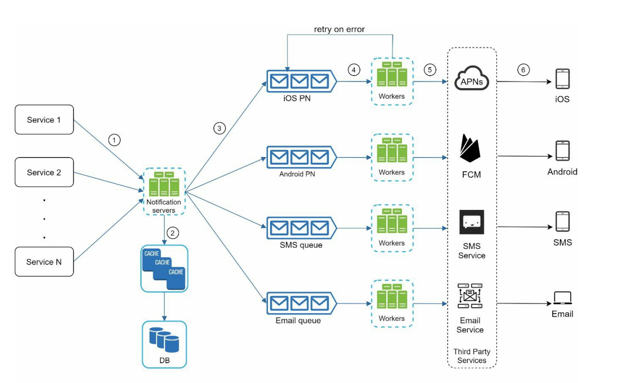 retry on error
4
5
6
APNs
iOS PN
Workers
iOS
3
Service 1
1
Android PN
Workers
FCM
Android
Service 2
Notification
servers
.
.
.
SMS queue
Workers
SMS
Service
SMS
2
Service N
CACHE
CACHE
CACHE
Email queue
Workers
Email
Service
Email
Third Party
Services
DB